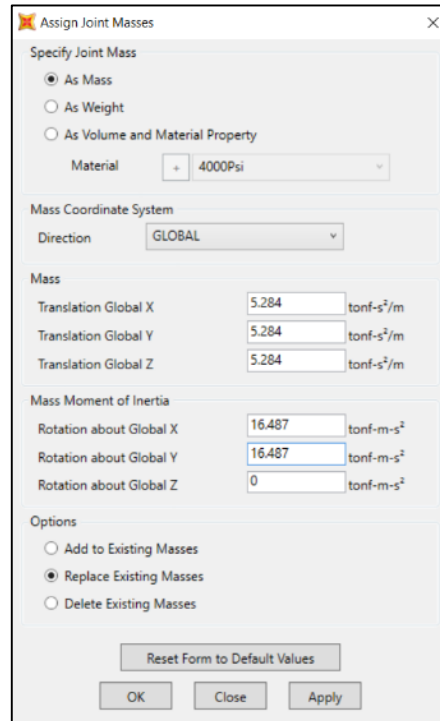 Assign Joint Masses
Specify Joint Mass
As Mass
As Weight
As Volume and Material Property
Material + 4000Psi
Mass Coordinate System
Direction GLOBAL
Mass
Translation Global X 5.284 tonf-s²/m
Translation Global Y 5.284 tonf-s²/m
Translation Global Z 5.284 tonf-s²/m
Mass Moment of Inertia
Rotation about Global X 16.487 tonf-m-s²
Rotation about Global Y 16.487 tonf-m-s²
Rotation about Global Z 0 tonf-m-s²
Options
Add to Existing Masses
Replace Existing Masses
Delete Existing Masses
Reset Form to Default Values
OK Close Apply